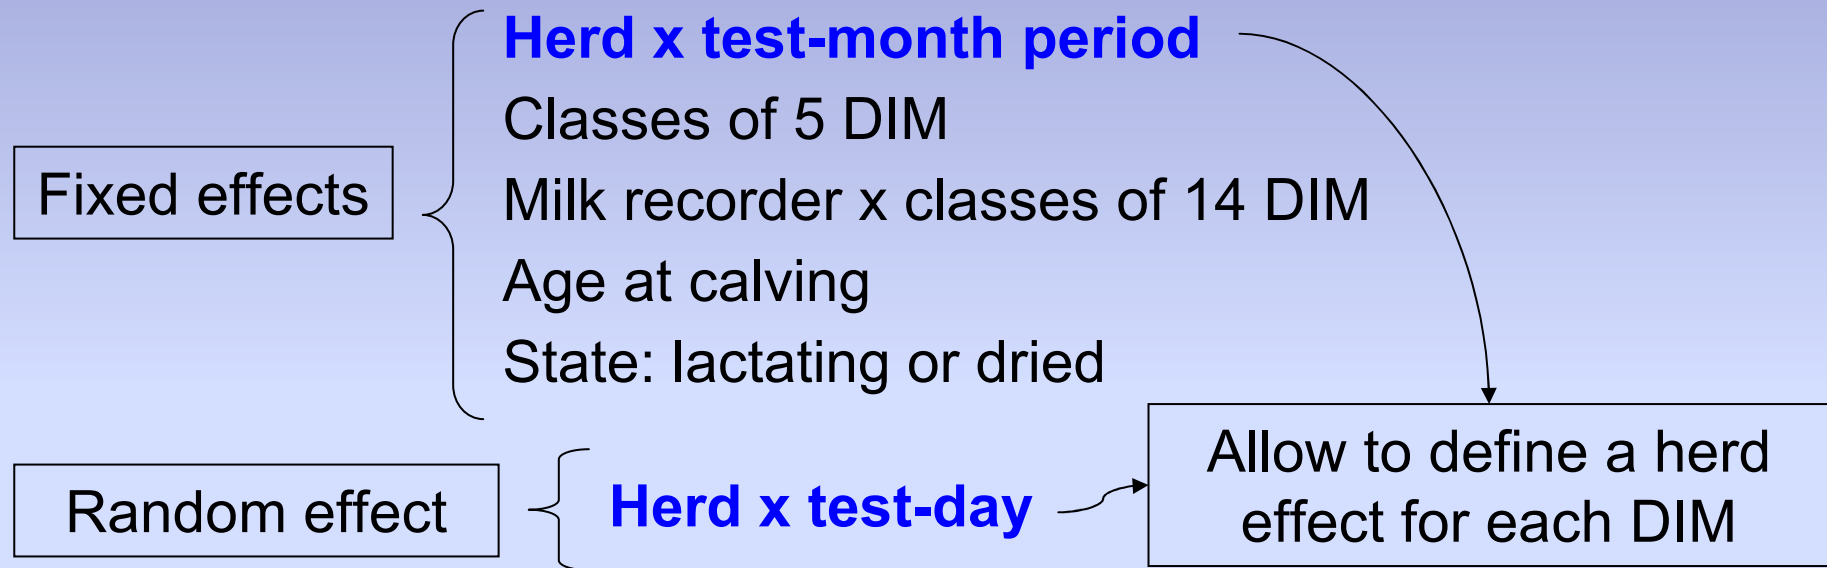 Fixed effects
Herd x test-month period
Classes of 5 DIM
Milk recorder x classes of 14 DIM
Age at calving
State: lactating or dried
Random effect
Herd x test-day
Allow to define a herd
effect for each DIM